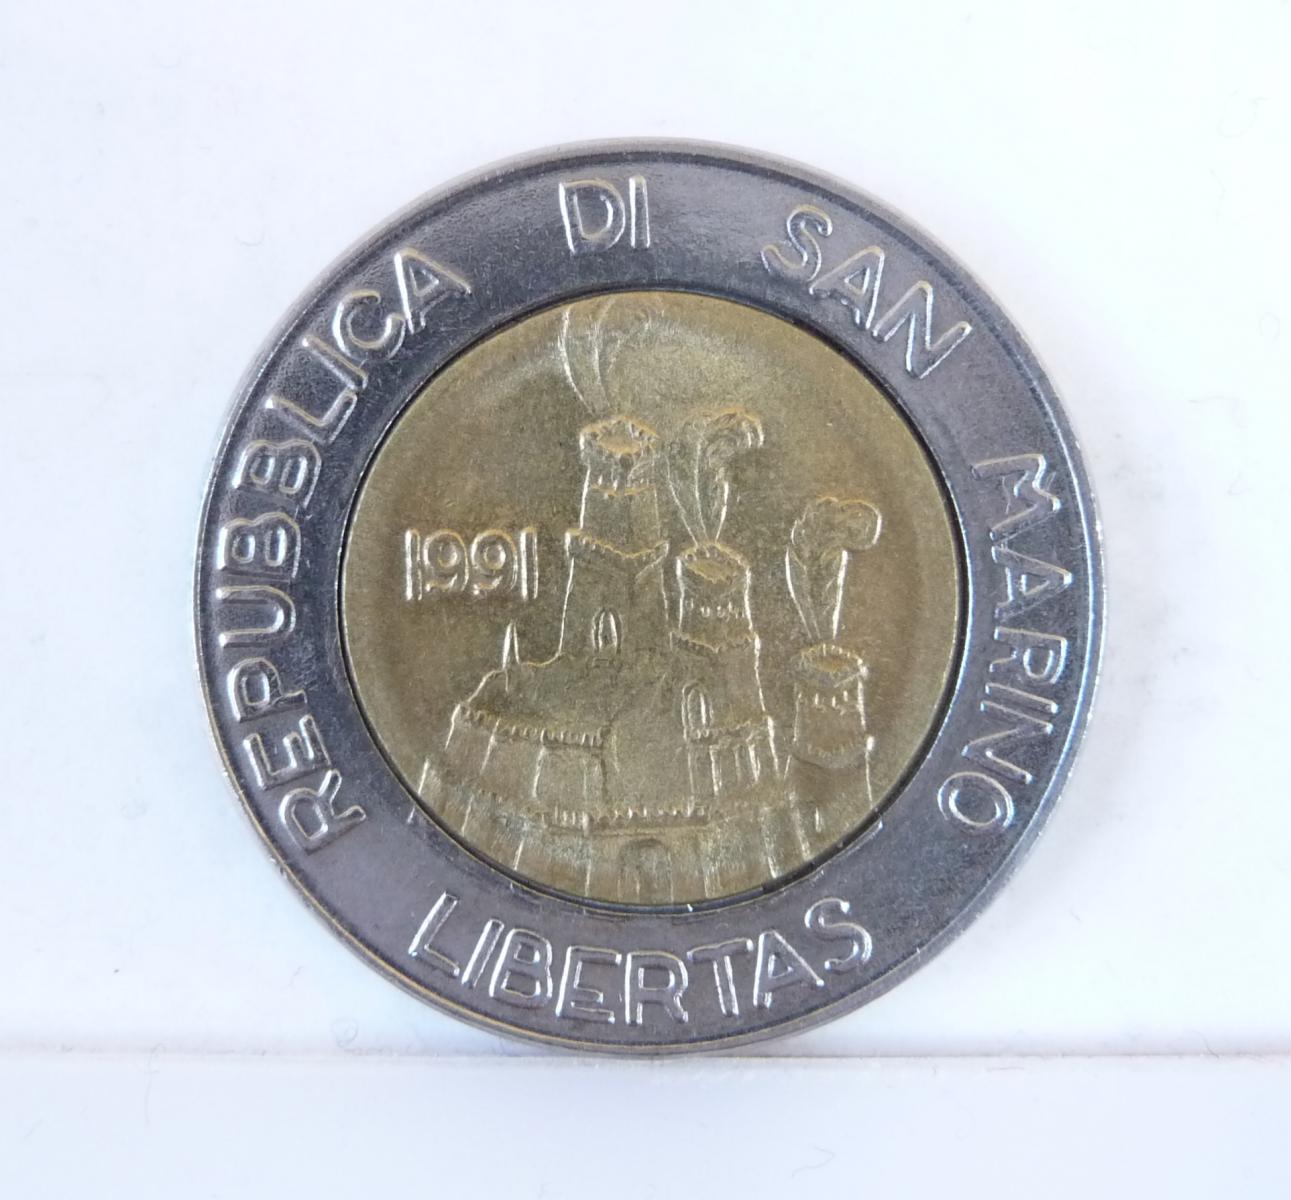 REPUBBLICA DI SAN MARINO
1991
LIBERTAS